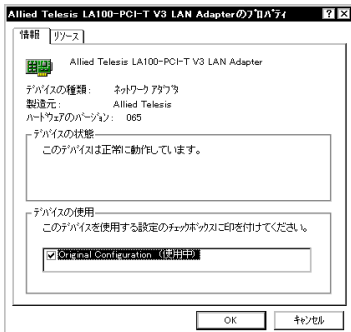 Allied Telesis LA100-PCI-T V3 LAN Adapterのﾌﾟﾛﾊﾟﾃｨ
情報 ﾘｿｰｽ
Allied Telesis LA100-PCI-T V3 LAN Adapter
ﾃﾞﾊﾞｲｽの種類： ﾈｯﾄﾜｰｸ ｱﾀﾞﾌﾟﾀ
製造元： Allied Telesis
ﾊｰﾄﾞｳｪｱのﾊﾞｰｼﾞｮﾝ： 065
ﾃﾞﾊﾞｲｽの状態
このﾃﾞﾊﾞｲｽは正常に動作しています。
ﾃﾞﾊﾞｲｽの使用
このﾃﾞﾊﾞｲｽを使用する設定のﾁｪｯｸﾎﾞｯｸｽに印を付けてください。
Original Configuration （使用中）
OK ｷｬﾝｾﾙ